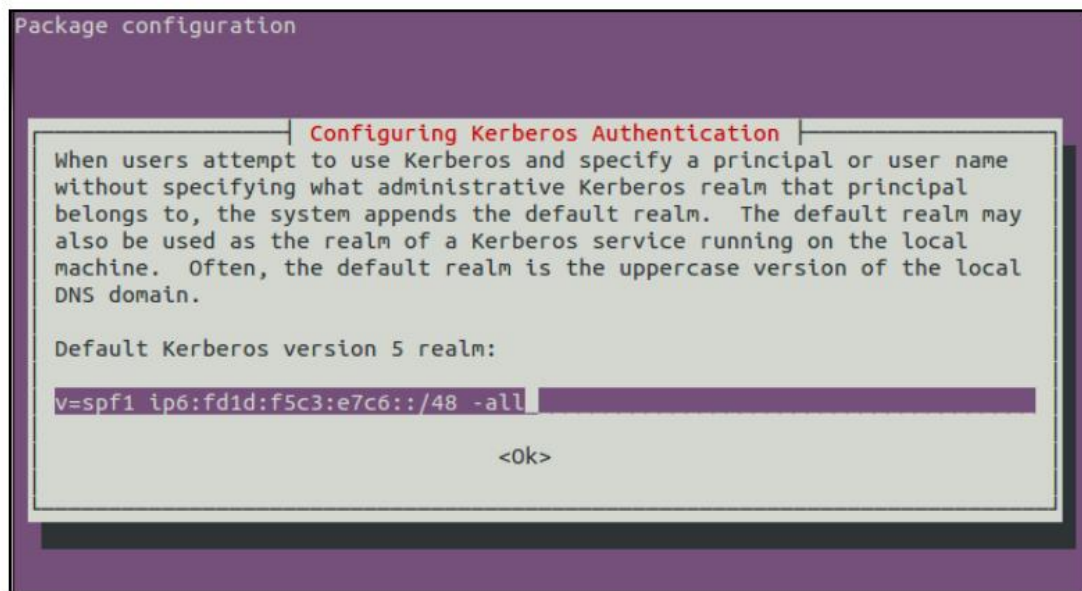 Package configuration
Configuring Kerberos Authentication
When users attempt to use Kerberos and specify a principal or user name
without specifying what administrative Kerberos realm that principal
belongs to, the system appends the default realm.  The default realm may
also be used as the realm of a Kerberos service running on the local
machine.  Often, the default realm is the uppercase version of the local
DNS domain.
Default Kerberos version 5 realm:
v=spf1 ip6:fd1d:f5c3:e7c6::/48 -all
<Ok>